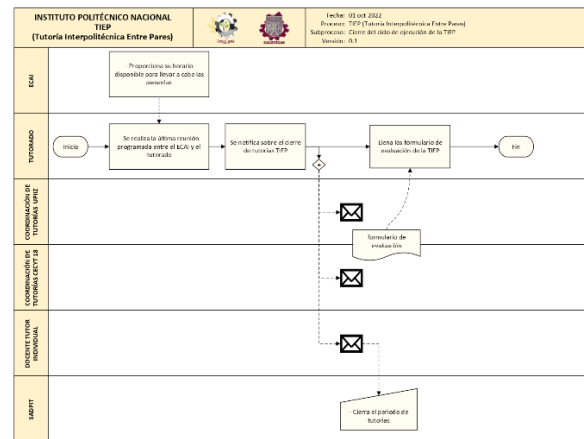 INSTITUTO POLITÉCNICO NACIONAL
TIEP
(Tutoría Interpolitécnica Entre Pares)
Fecha: 01 oct 2022
Proceso: TIEP (Tutoría Interpolitécnica Entre Pares)
Subproceso: Cierre del ciclo de ejecución de la TIEP
Versión: 0.1
ECAI
- Proporciona su horario
disponible para llevar a cabo las
asesorías
TUTORADO
Inicio
Se realiza la última reunión
programada entre el ECAI y el
tutorado
Se notifica sobre el cierre
de tutorías TIEP
Llena los formulario de
evaluación de la TIEP
Fin
COORDINACIÓN DE
TUTORÍAS UPIIZ
formulario de
evaluación
COORDINACIÓN DE
TUTORÍAS CECYT 18
DOCENTE TUTOR
INDIVIDUAL
SADPIT
- Cierra el periodo de
tutorías